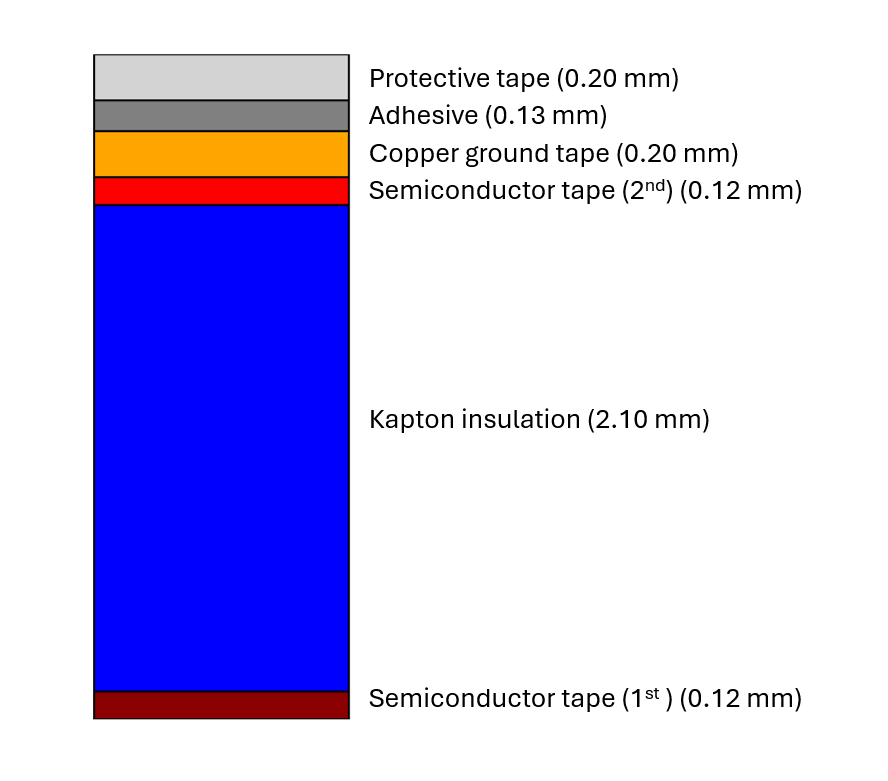 Protective tape (0.20 mm)
Adhesive (0.13 mm)
Copper ground tape (0.20 mm)
Semiconductor tape (2nd) (0.12 mm)
Kapton insulation (2.10 mm)
Semiconductor tape (1st ) (0.12 mm)